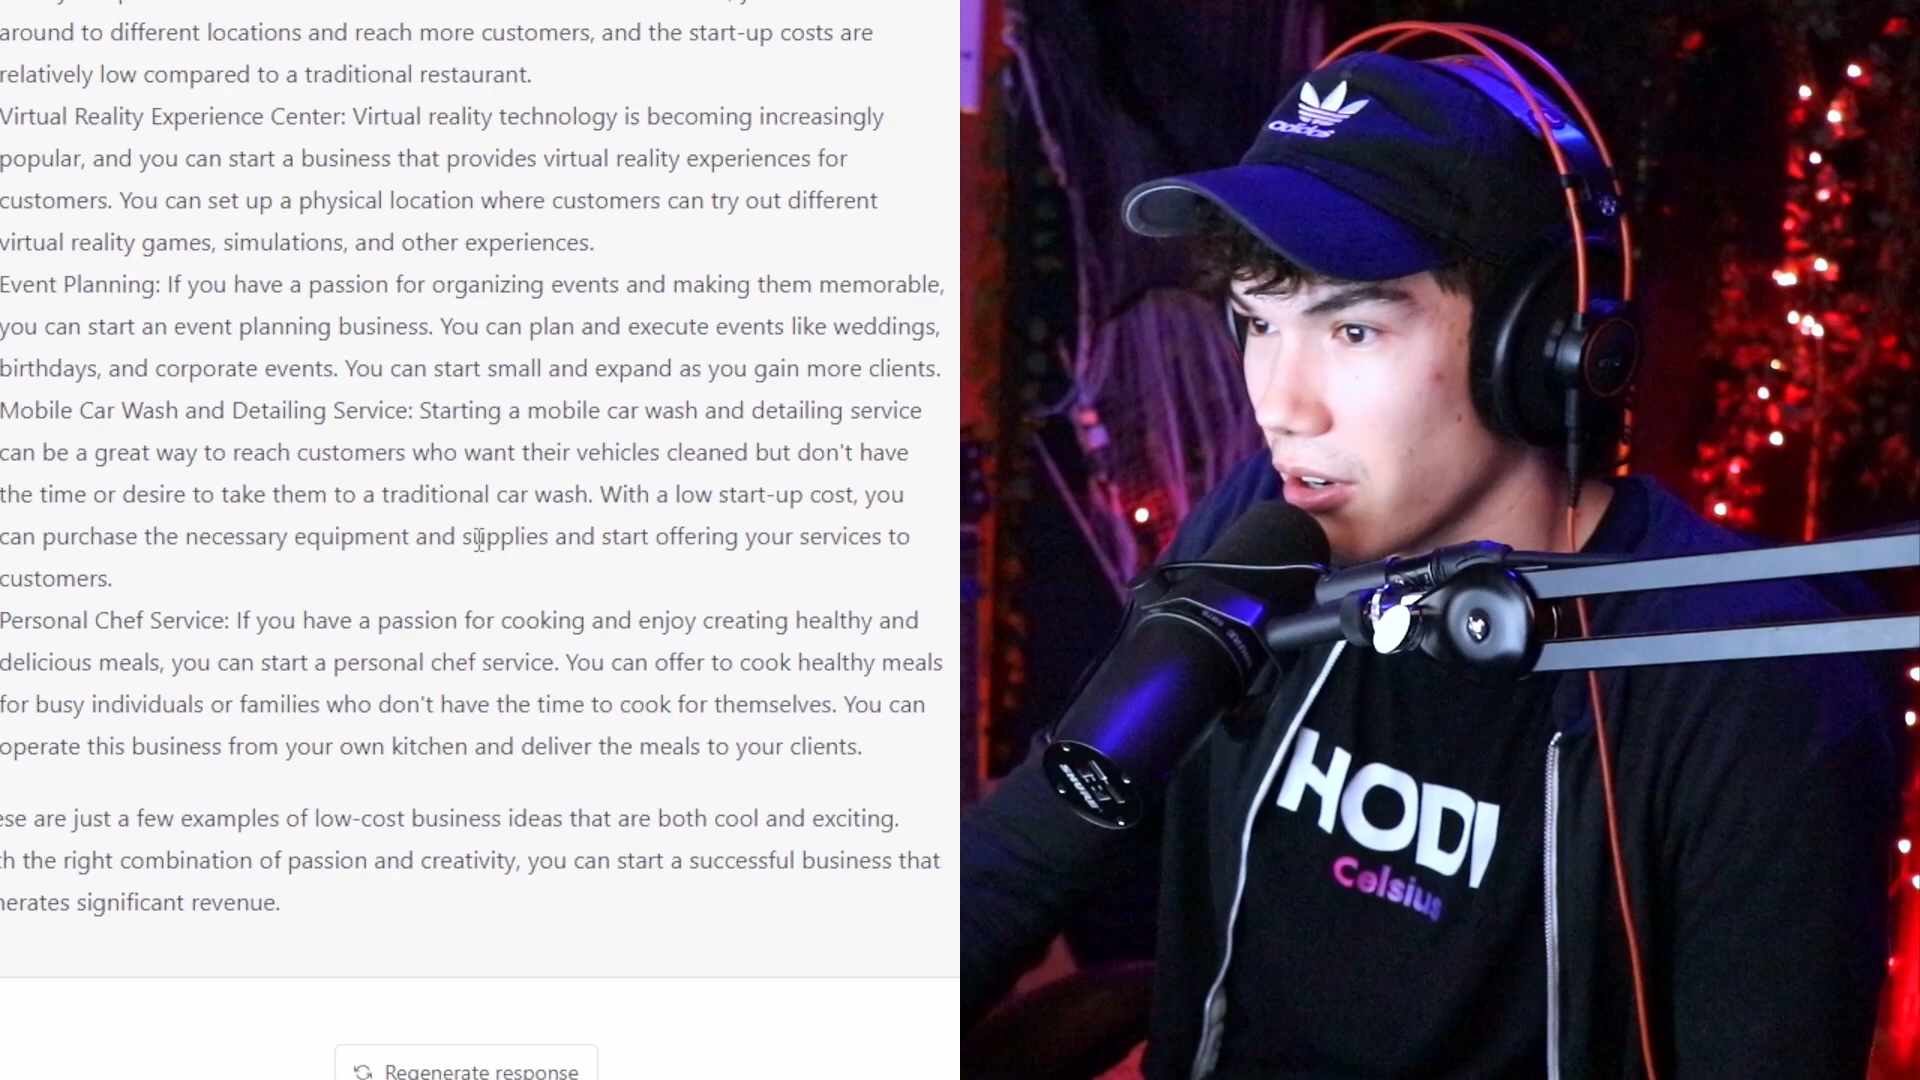 around to different locations and reach more customers, and the start-up costs are
relatively low compared to a traditional restaurant.
Virtual Reality Experience Center: Virtual reality technology is becoming increasingly
popular, and you can start a business that provides virtual reality experiences for
customers. You can set up a physical location where customers can try out different
virtual reality games, simulations, and other experiences.
Event Planning: If you have a passion for organizing events and making them memorable,
you can start an event planning business. You can plan and execute events like weddings,
birthdays, and corporate events. You can start small and expand as you gain more clients.
Mobile Car Wash and Detailing Service: Starting a mobile car wash and detailing service
can be a great way to reach customers who want their vehicles cleaned but don't have
the time or desire to take them to a traditional car wash. With a low start-up cost, you
can purchase the necessary equipment and supplies and start offering your services to
customers.
Personal Chef Service: If you have a passion for cooking and enjoy creating healthy and
delicious meals, you can start a personal chef service. You can offer to cook healthy meals
for busy individuals or families who don't have the time to cook for themselves. You can
operate this business from your own kitchen and deliver the meals to your clients.
ese are just a few examples of low-cost business ideas that are both cool and exciting.
th the right combination of passion and creativity, you can start a successful business that
nerates significant revenue.
Regenerate response
adidas
SHURE
HODI
Celsius